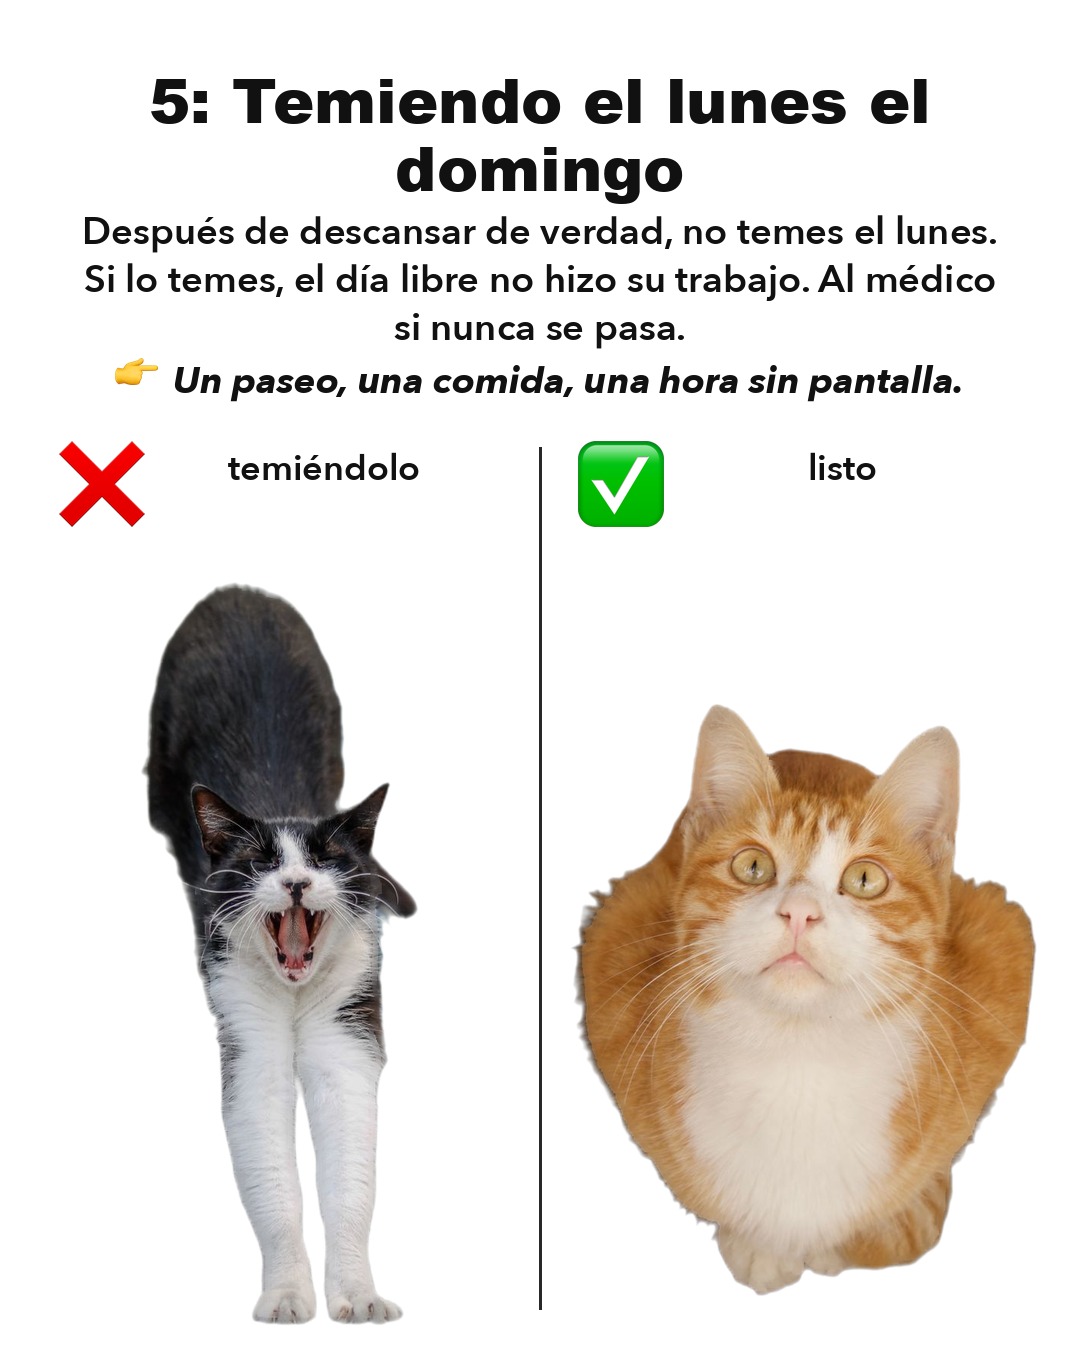 5: Temiendo el lunes el
domingo
Después de descansar de verdad, no temes el lunes.
Si lo temes, el día libre no hizo su trabajo. Al médico
si nunca se pasa.
👉 Un paseo, una comida, una hora sin pantalla.
❌ temiéndolo
✅ listo